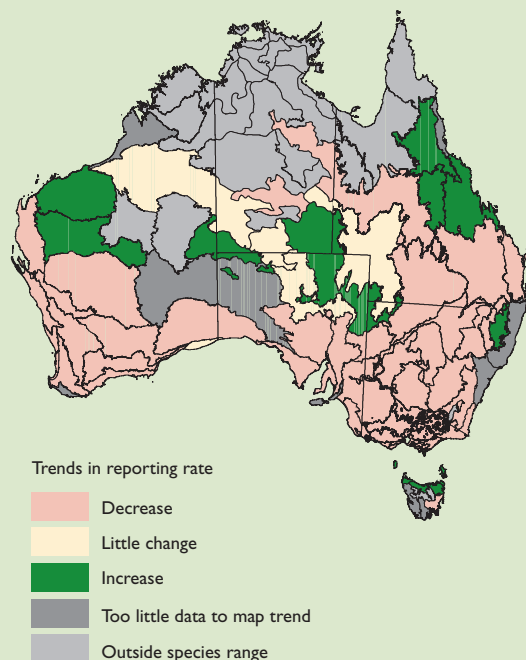 Trends in reporting rate
Decrease
Little change
Increase
Too little data to map trend
Outside species range